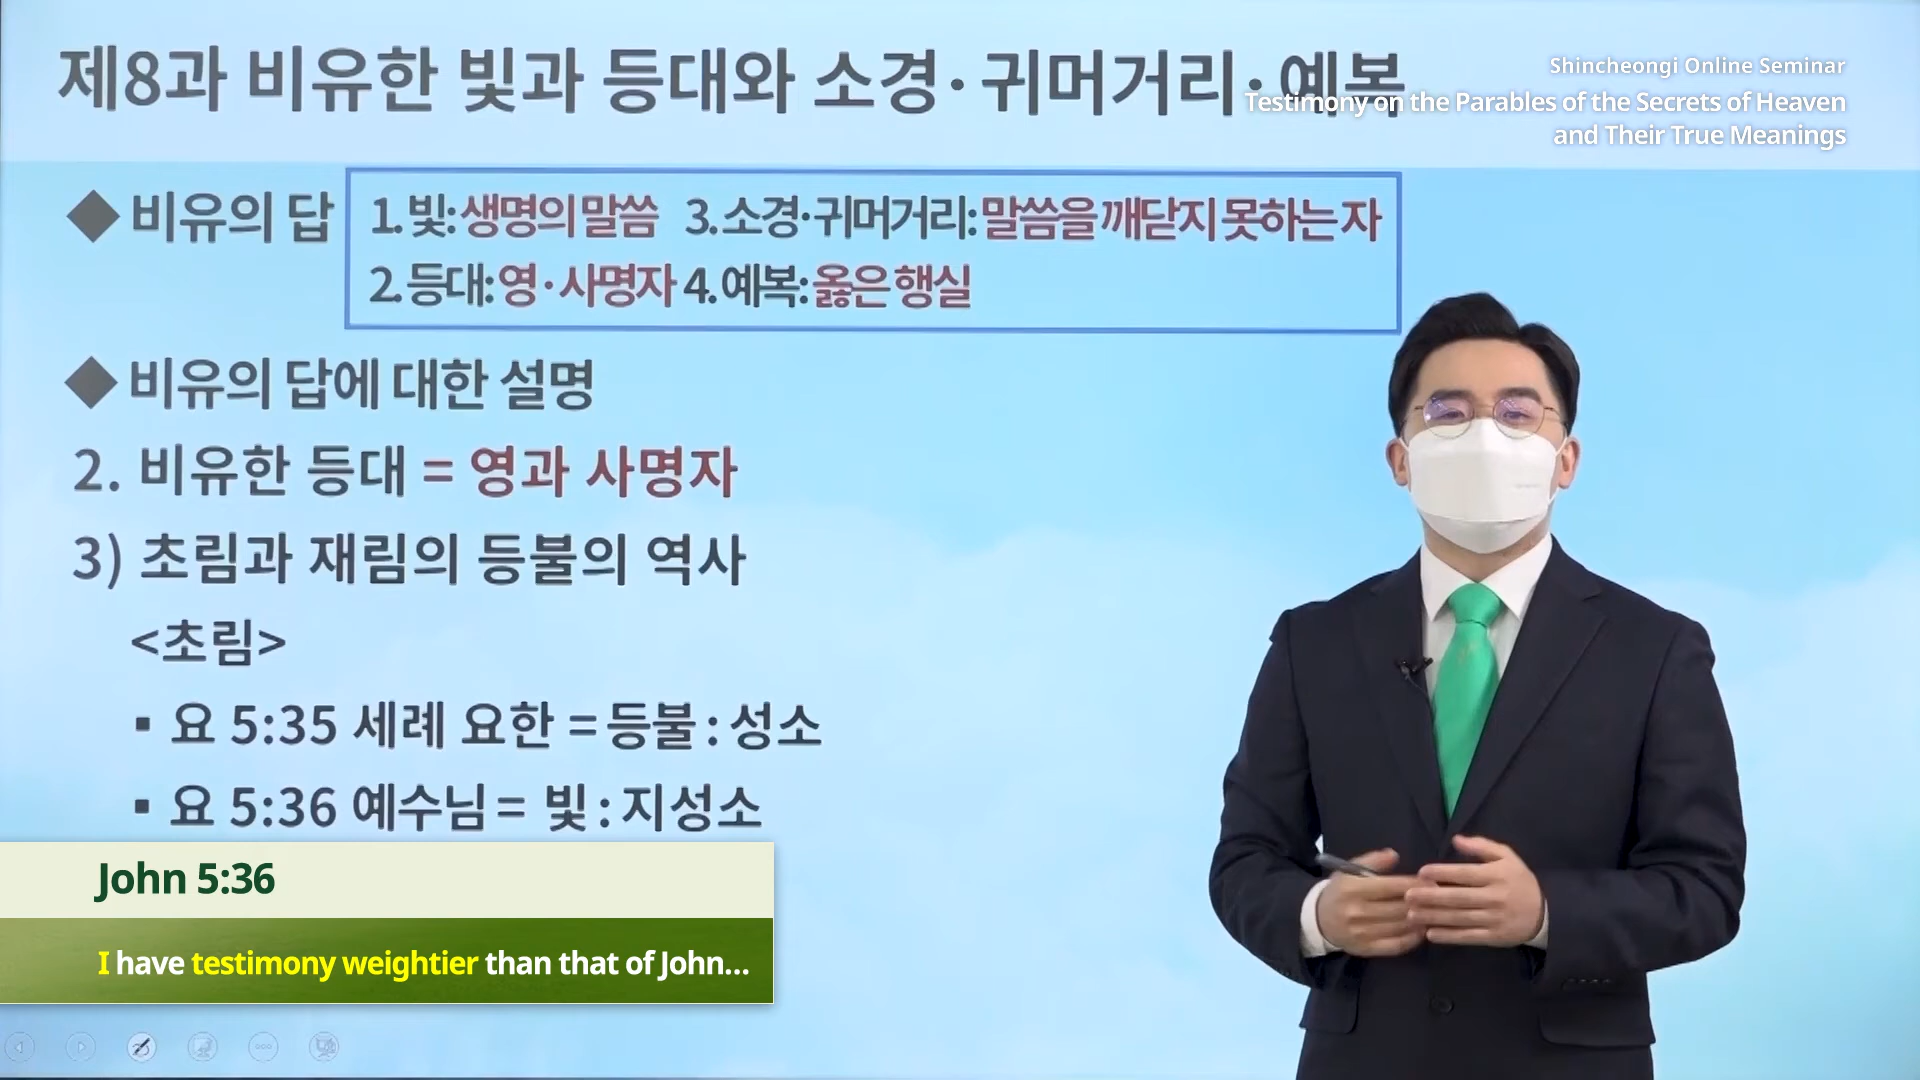 제8과 비유한 빛과 등대와 소경·귀머거리·예복
Shincheongi Online Seminar
Testimony on the Parables of the Secrets of Heaven
and Their True Meanings
◆ 비유의 답
1. 빛: 생명의 말씀 3. 소경·귀머거리: 말씀을 깨닫지 못하는 자
2. 등대: 영·사명자 4. 예복: 옳은 행실
◆ 비유의 답에 대한 설명
2. 비유한 등대 = 영과 사명자
3) 초림과 재림의 등불의 역사
<초림>
▪ 요 5:35 세례 요한 = 등불 : 성소
▪ 요 5:36 예수님 = 빛 : 지성소
John 5:36
I have testimony weightier than that of John...